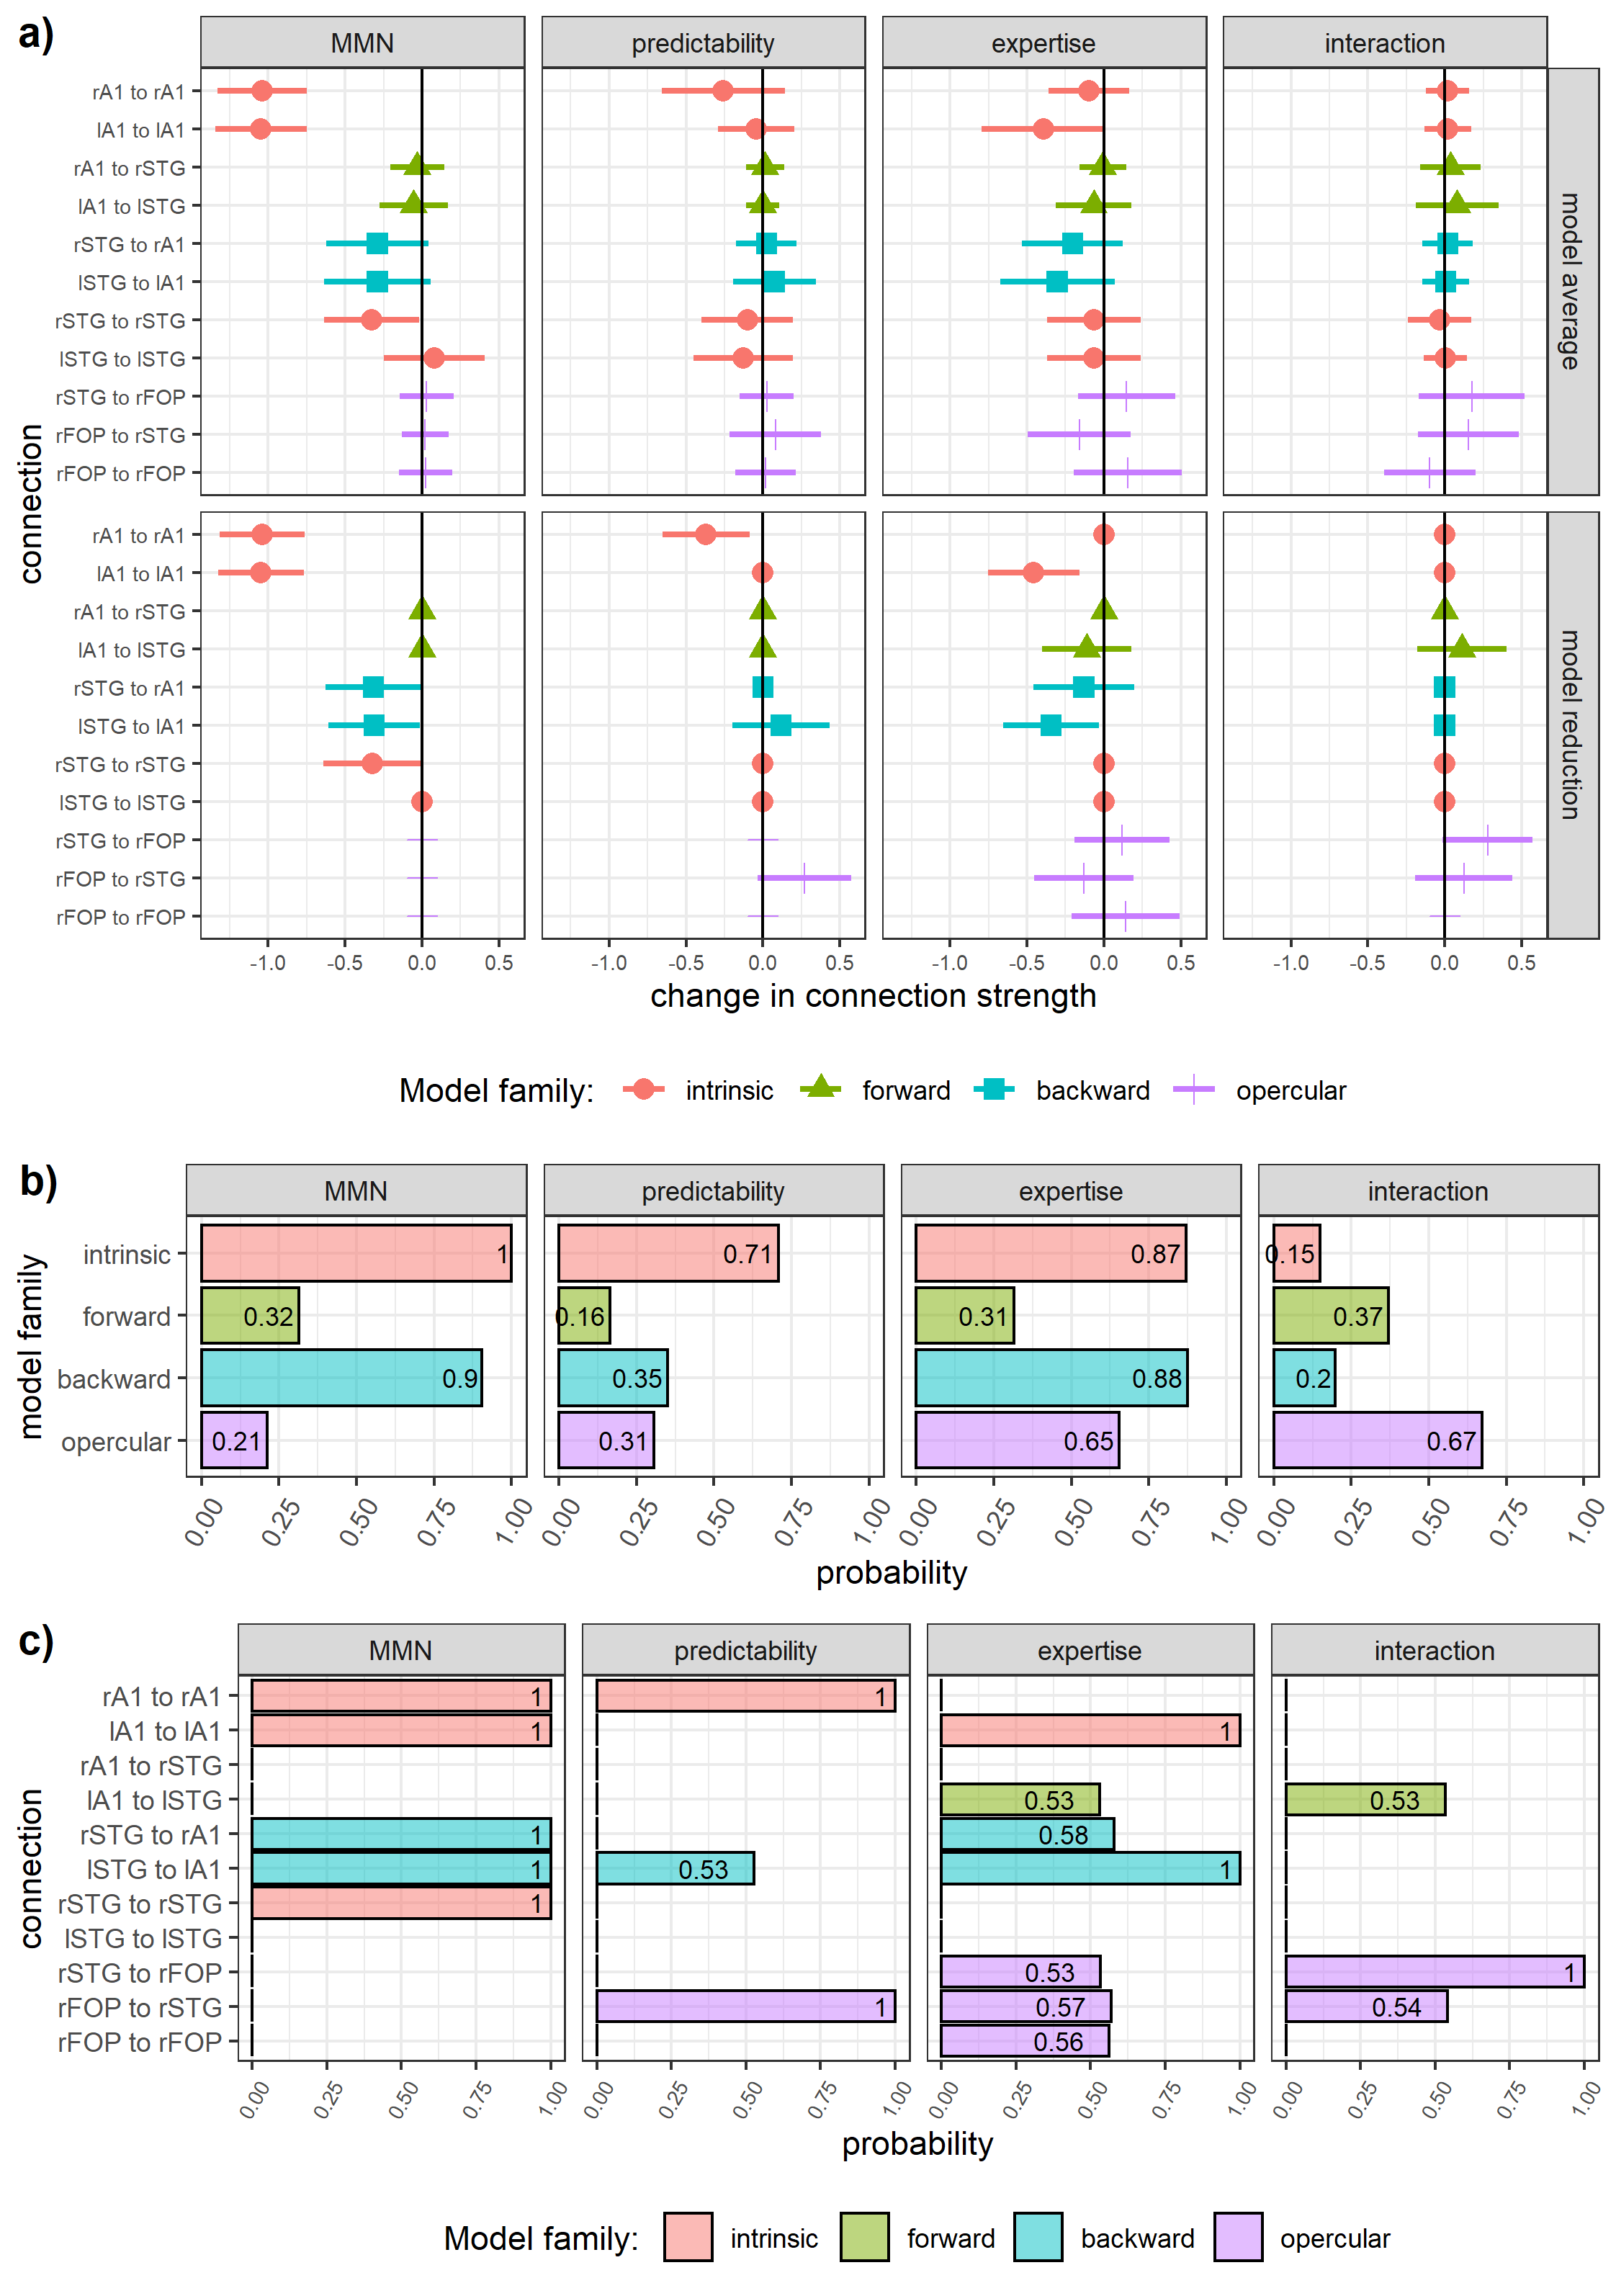 a)
MMN predictability expertise interaction
rA1 to rA1
lA1 to lA1
rA1 to rSTG
lA1 to lSTG
rSTG to rA1
lSTG to lA1
rSTG to rSTG
lSTG to lSTG
rSTG to rFOP
rFOP to rSTG
rFOP to rFOP
model average
connection
rA1 to rA1
lA1 to lA1
rA1 to rSTG
lA1 to lSTG
rSTG to rA1
lSTG to lA1
rSTG to rSTG
lSTG to lSTG
rSTG to rFOP
rFOP to rSTG
rFOP to rFOP
model reduction
-1.0 -0.5 0.0 0.5 -1.0 -0.5 0.0 0.5 -1.0 -0.5 0.0 0.5 -1.0 -0.5 0.0 0.5
change in connection strength
Model family: intrinsic forward backward opercular
b)
MMN predictability expertise interaction
model family
intrinsic 1 0.71 0.87 0.15
forward 0.32 0.16 0.31 0.37
backward 0.9 0.35 0.88 0.2
opercular 0.21 0.31 0.65 0.67
0.00 0.25 0.50 0.75 1.00 0.00 0.25 0.50 0.75 1.00 0.00 0.25 0.50 0.75 1.00 0.00 0.25 0.50 0.75 1.00
probability
c)
MMN predictability expertise interaction
connection
rA1 to rA1 1 1
lA1 to lA1 1 1
rA1 to rSTG
lA1 to lSTG 0.53 0.53
rSTG to rA1 1 0.58
lSTG to lA1 1 0.53 1
rSTG to rSTG 1
lSTG to lSTG
rSTG to rFOP 0.53 1
rFOP to rSTG 1 0.57 0.54
rFOP to rFOP 0.56
0.00 0.25 0.50 0.75 1.00 0.00 0.25 0.50 0.75 1.00 0.00 0.25 0.50 0.75 1.00 0.00 0.25 0.50 0.75 1.00
probability
Model family: intrinsic forward backward opercular